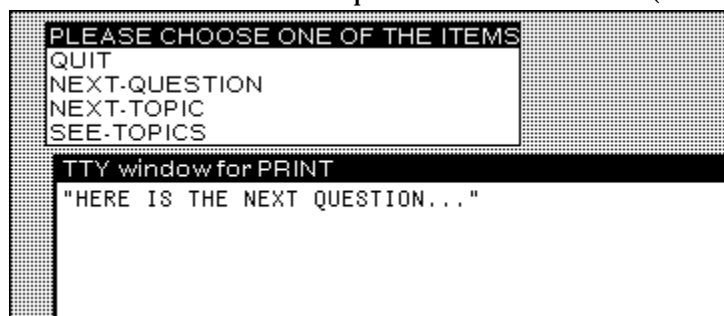 PLEASE CHOOSE ONE OF THE ITEMS
QUIT
NEXT-QUESTION
NEXT-TOPIC
SEE-TOPICS
TTY window for PRINT
"HERE IS THE NEXT QUESTION..."